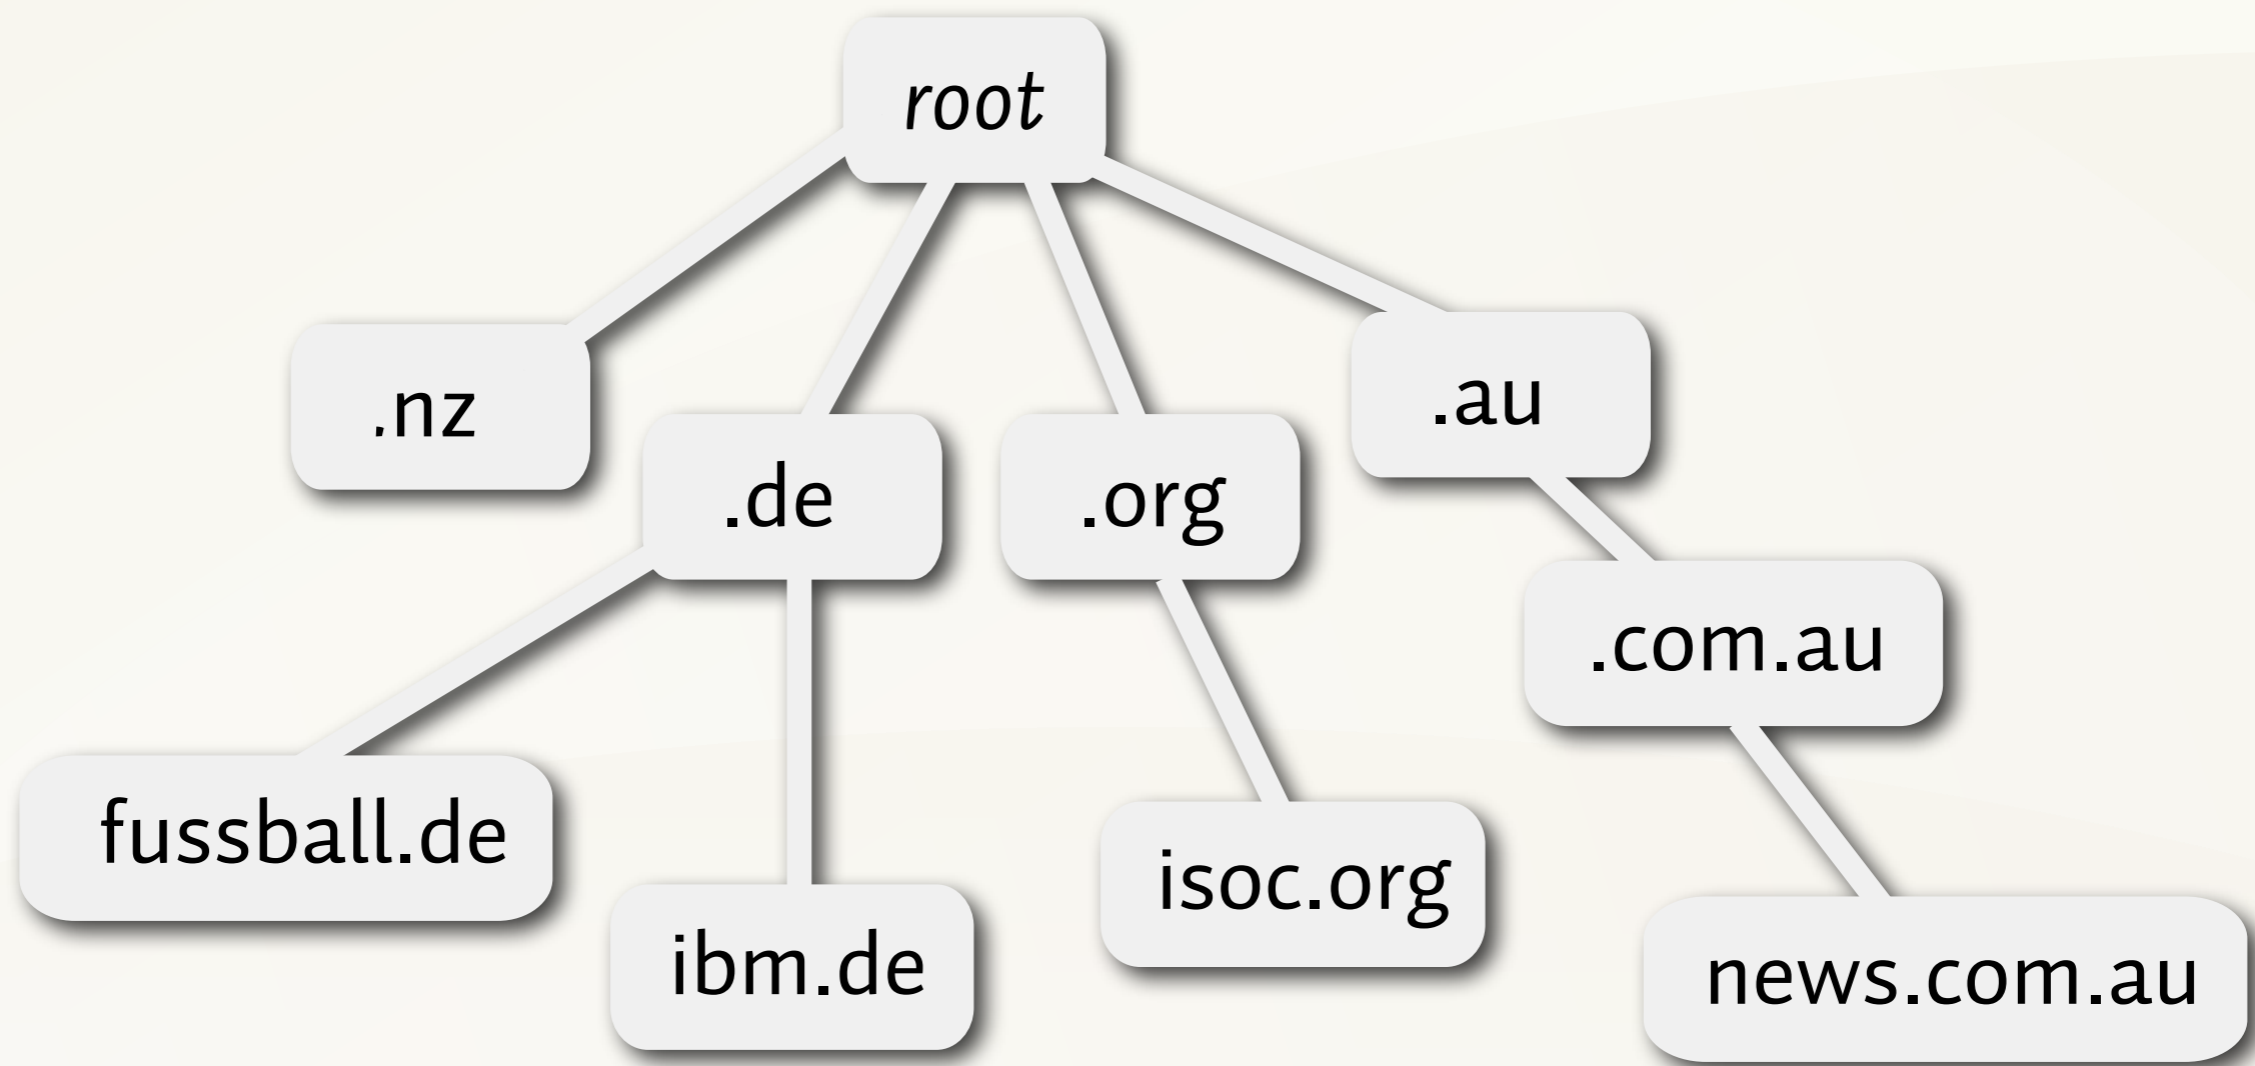 root
.nz
.de
.org
.au
.com.au
fussball.de
ibm.de
isoc.org
news.com.au